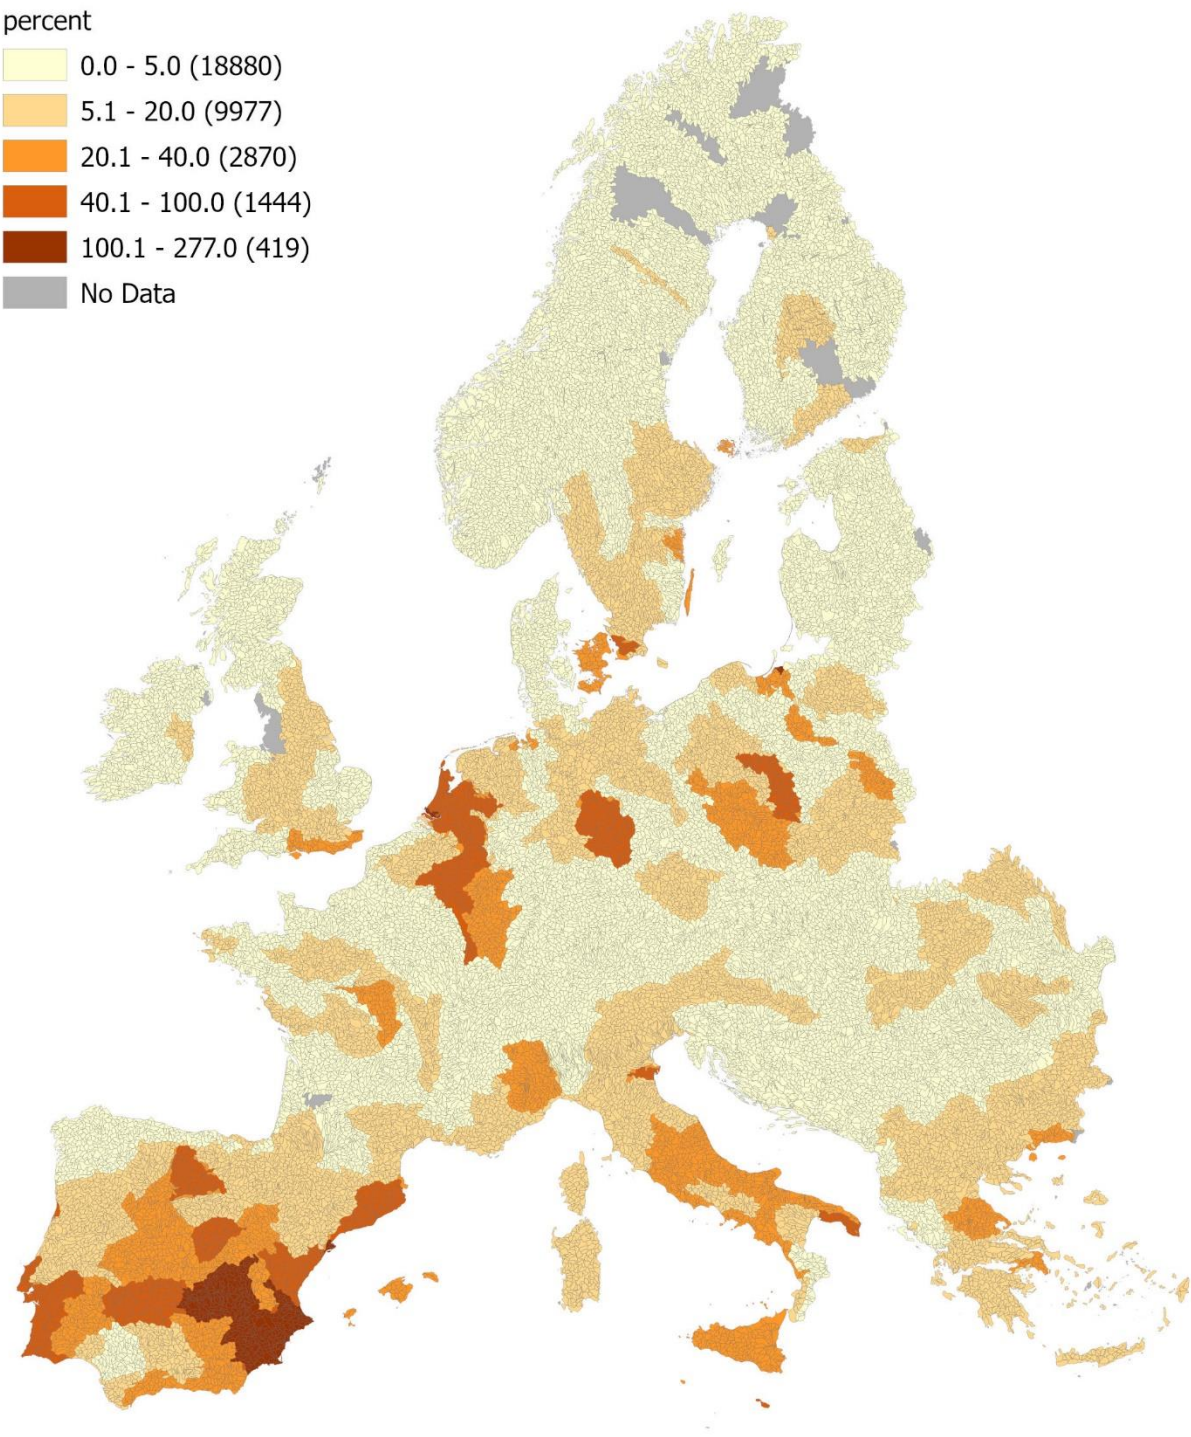 percent
0.0 - 5.0 (18880)
5.1 - 20.0 (9977)
20.1 - 40.0 (2870)
40.1 - 100.0 (1444)
100.1 - 277.0 (419)
No Data